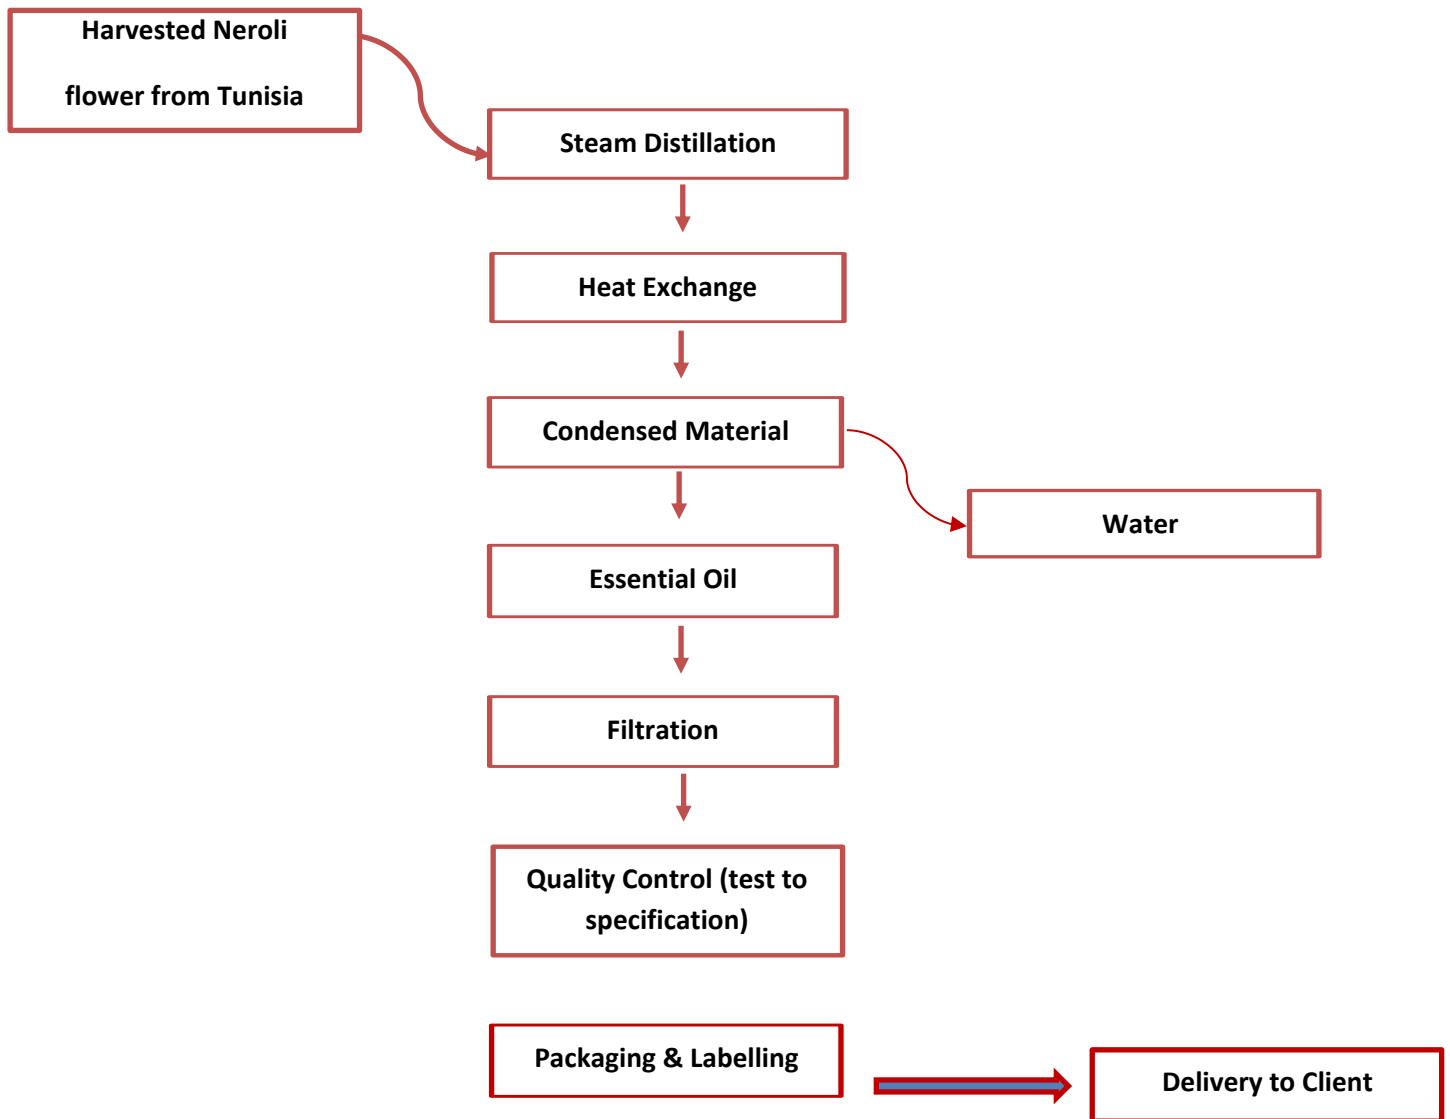 Harvested Neroli
flower from Tunisia
Steam Distillation
Heat Exchange
Condensed Material
Water
Essential Oil
Filtration
Quality Control (test to
specification)
Packaging & Labelling
Delivery to Client